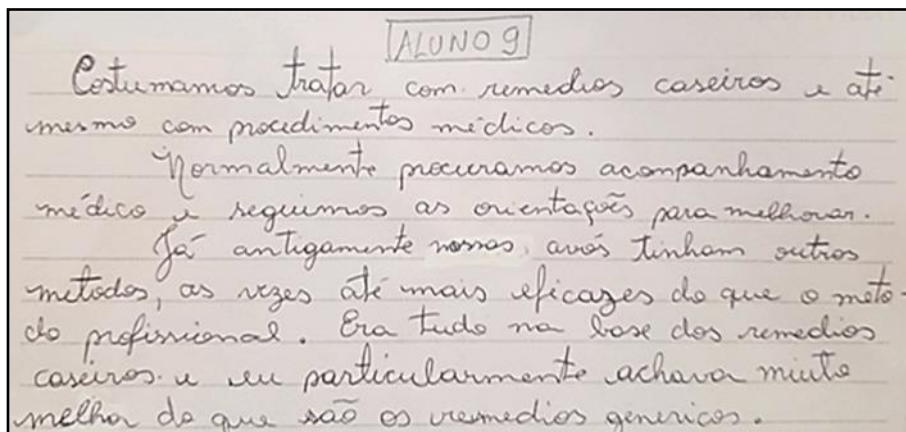 ALUNO 9
Costumamos tratar com remedios caseiros e até
mesmo com procedimentos médicos.
Normalmente procuramos acompanhamento
médico e seguimos as orientações para melhorar.
Já antigamente nossos avós tinham outros
metodos, as vezes até mais eficazes do que o meto-
do profissional. Era tudo na base dos remedios
caseiros e eu particularmente achava muito
melhor do que são os remedios genericos.